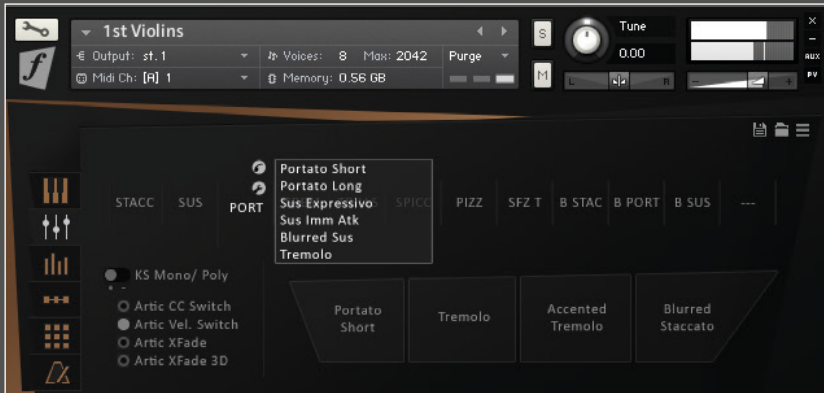 1st Violins
S
Tune
0.00
AUX
PV
Output: st. 1
Voices: 8 Max: 2042
Purge
Midi Ch: [A] 1
Memory: 0.56 GB
M
L R
STACC
SUS
PORT
Portato Short
Portato Long
Sus Expressivo
Sus Imm Atk
Blurred Sus
Tremolo
SPICC
PIZZ
SFZ T
B STAC
B PORT
B SUS
---
KS Mono/ Poly
Artic CC Switch
Artic Vel. Switch
Artic XFade
Artic XFade 3D
Portato
Short
Tremolo
Accented
Tremolo
Blurred
Staccato